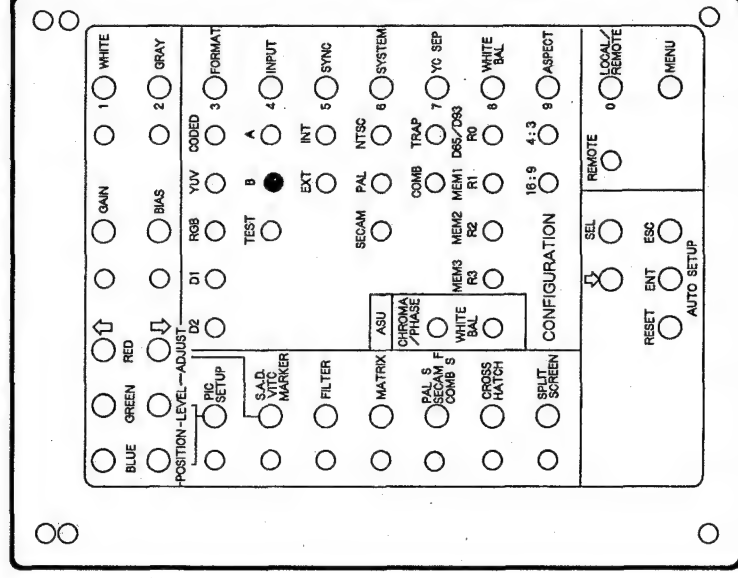 GAIN 1 WHITE
BLUE GREEN RED
BIAS 2 GRAY
POSITION-LEVEL-ADJUST
PIC
SETUP
D2 D1 RGB YUV CODED 3 FORMAT
S.A.D.
VITC
MARKER
TEST B A 4 INPUT
FILTER
EXT INT 5 SYNC
MATRIX
ASU
SECAM PAL NTSC 6 SYSTEM
PAL S
SECAM F
COMB S
CHROMA
/PHASE
COMB TRAP 7 YC SEP
CROSS
HATCH
WHITE
BAL
MEM3 MEM2 MEM1 D65/D93
R3 R2 R1 R0
8 WHITE
BAL
SPLIT
SCREEN
CONFIGURATION
16:9 4:3 9 ASPECT
SEL
REMOTE
0 LOCAL/
REMOTE
RESET ENT ESC
MENU
AUTO SETUP